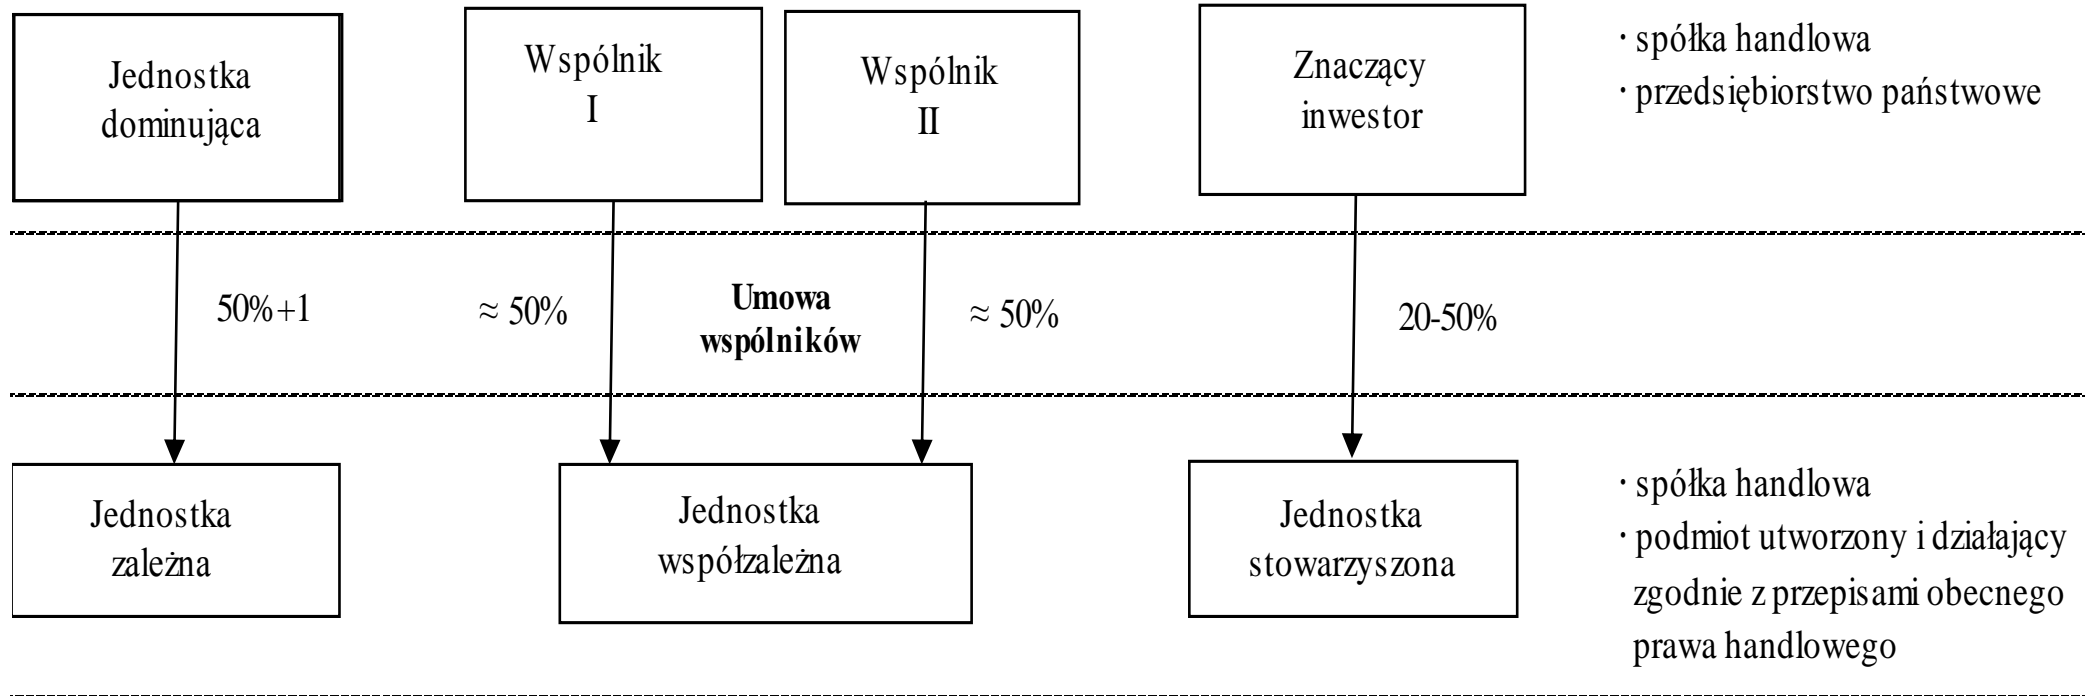 Jednostka
dominująca
Wspólnik
I
Wspólnik
II
Znaczący
inwestor
· spółka handlowa
· przedsiębiorstwo państwowe
50%+1
≈ 50%
Umowa
wspólników
≈ 50%
20-50%
Jednostka
zależna
Jednostka
współzależna
Jednostka
stowarzyszona
· spółka handlowa
· podmiot utworzony i działający
zgodnie z przepisami obecnego
prawa handlowego